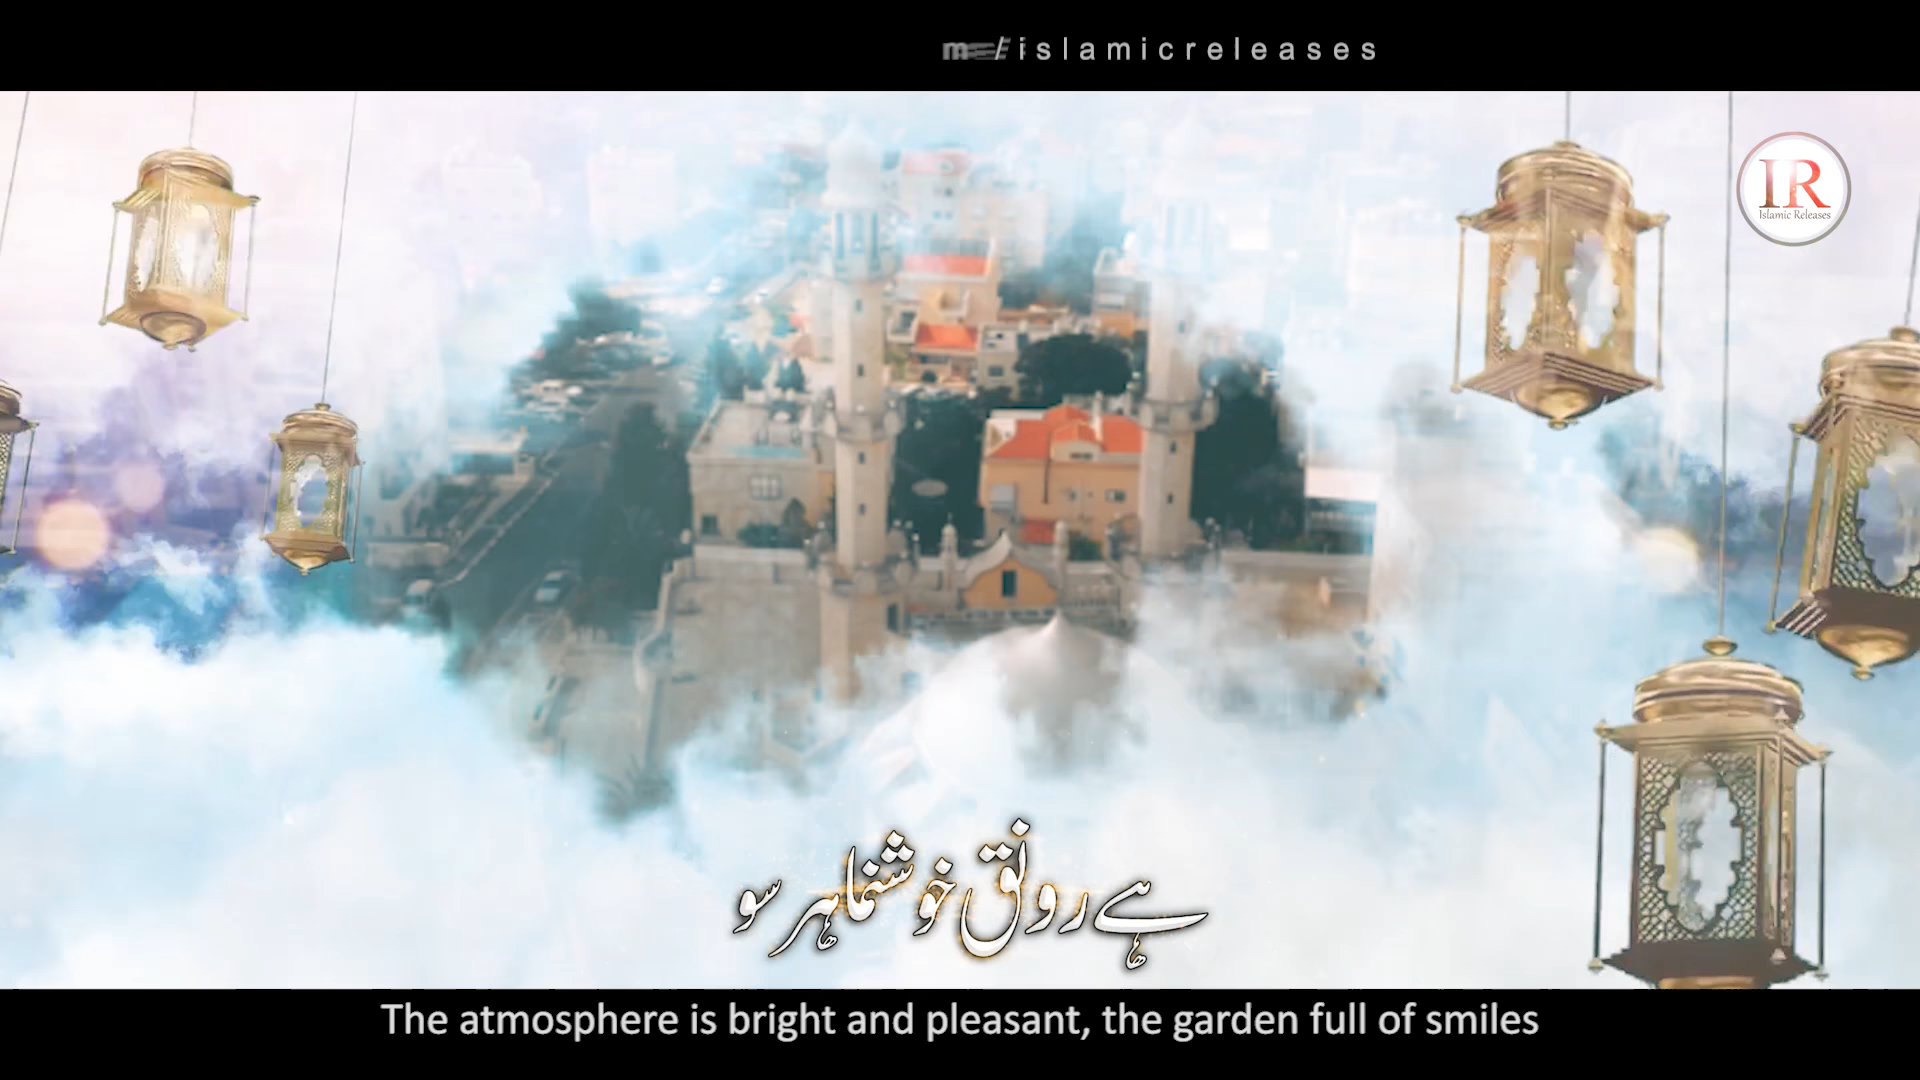 /islamicreleases
IR
Islamic Releases
ہے رونق خوشنما ہر سو
The atmosphere is bright and pleasant, the garden full of smiles